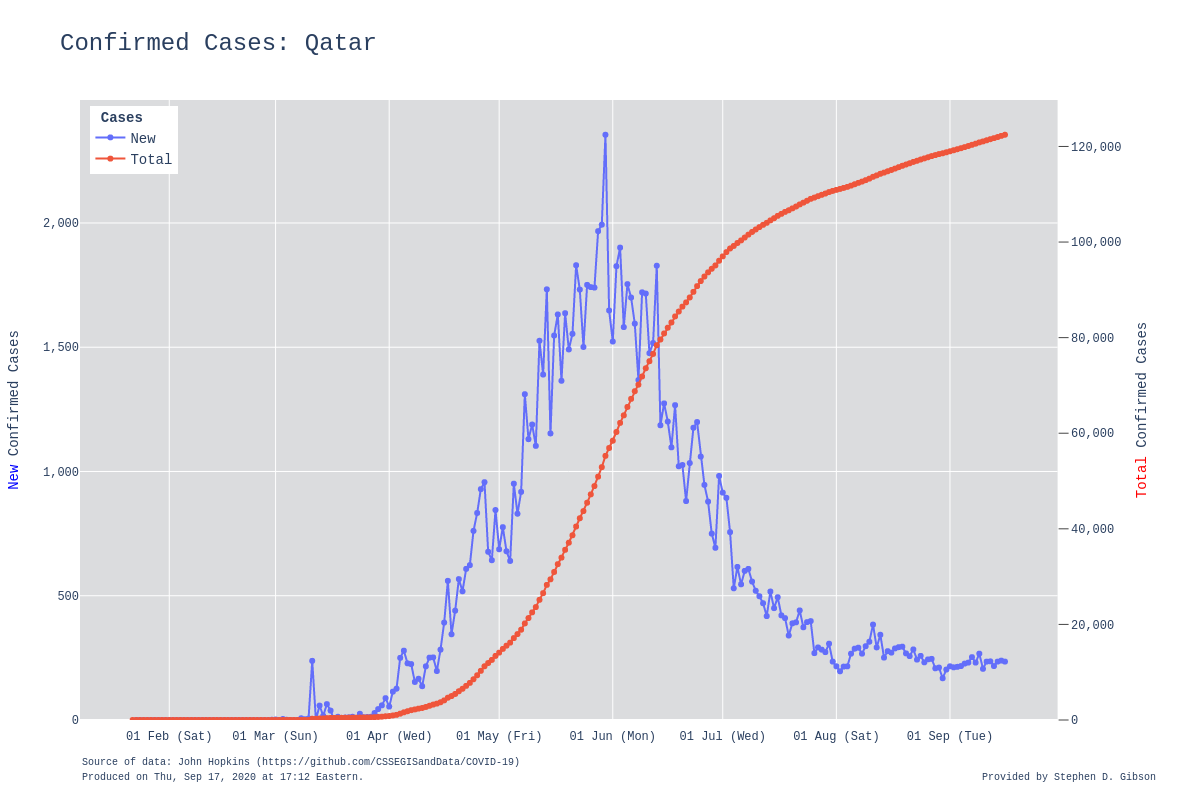 Confirmed Cases: Qatar
Cases
New
Total
2,000
1,500
1,000
500
0
New Confirmed Cases
120,000
100,000
80,000
60,000
40,000
20,000
0
Total Confirmed Cases
01 Feb (Sat) 01 Mar (Sun) 01 Apr (Wed) 01 May (Fri) 01 Jun (Mon) 01 Jul (Wed) 01 Aug (Sat) 01 Sep (Tue)
Source of data: John Hopkins (https://github.com/CSSEGISandData/COVID-19)
Produced on Thu, Sep 17, 2020 at 17:12 Eastern.
Provided by Stephen D. Gibson